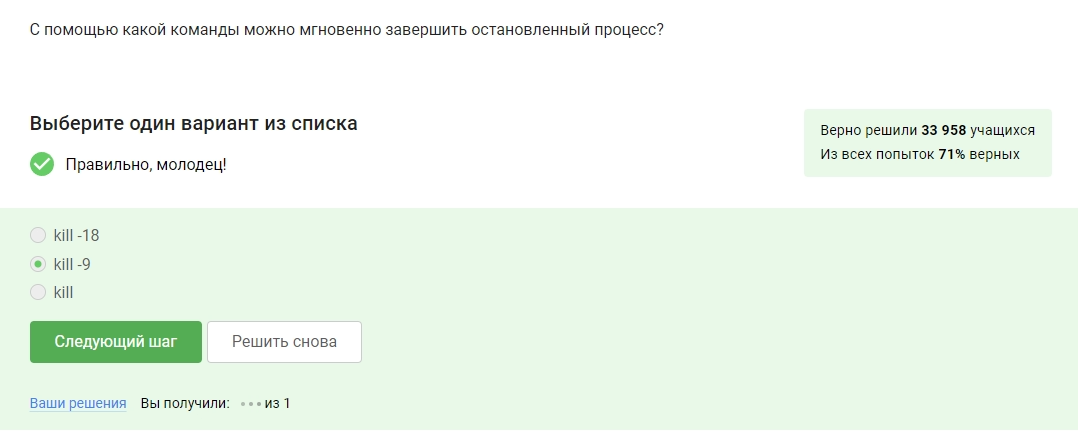 С помощью какой команды можно мгновенно завершить остановленный процесс?
Выберите один вариант из списка
Правильно, молодец!
Верно решили 33 958 учащихся
Из всех попыток 71% верных
kill -18
kill -9
kill
Следующий шаг
Решить снова
Ваши решения Вы получили: из 1